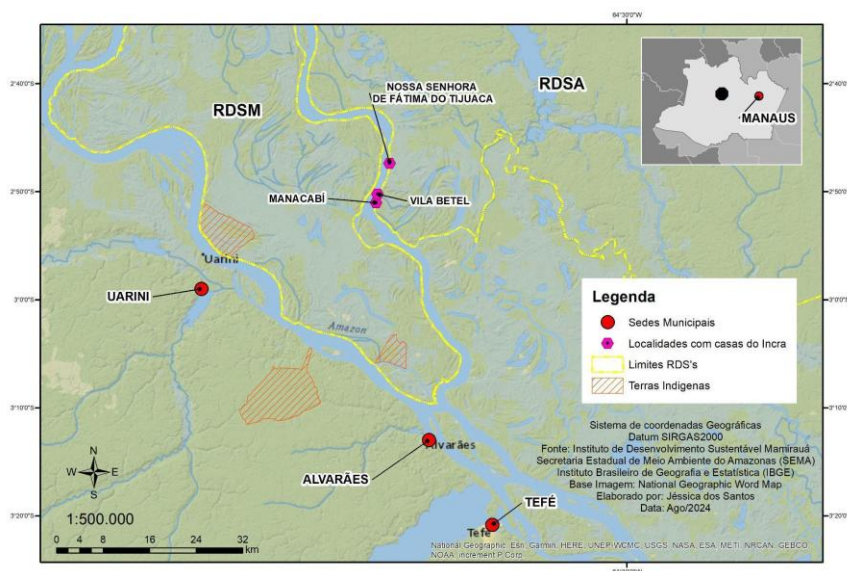 64°30'0"W
2°40'0"S
2°40'0"S
RDSM
NOSSA SENHORA
DE FÁTIMA DO TIJUACA
RDSA
MANAUS
2°50'0"S
2°50'0"S
MANACABÍ
VILA BETEL
Uarini
UARINI
3°0'0"S
3°0'0"S
Amazon
Legenda
Sedes Municipais
Localidades com casas do Incra
Limites RDS's
Terras Indigenas
3°10'0"S
3°10'0"S
Alvarães
ALVARÃES
Sistema de coordenadas Geográficas
Datum SIRGAS2000
Fonte: Instituto de Desenvolvimento Sustentável Mamirauá
Secretaria Estadual de Meio Ambiente do Amazonas (SEMA)
Instituto Brasileiro de Geografia e Estatística (IBGE)
Base Imagem: National Geographic Word Map
Elaborado por: Jéssica dos Santos
Data: Ago/2024
N
W
E
S
TEFÉ
Tefe
3°20'0"S
3°20'0"S
1:500.000
0 4 8 16 24 32
km
National Geographic, Esri, Garmin, HERE, UNEP-WCMC, USGS, NASA, ESA, METI, NRCAN, GEBCO,
NOAA, increment P Corp.